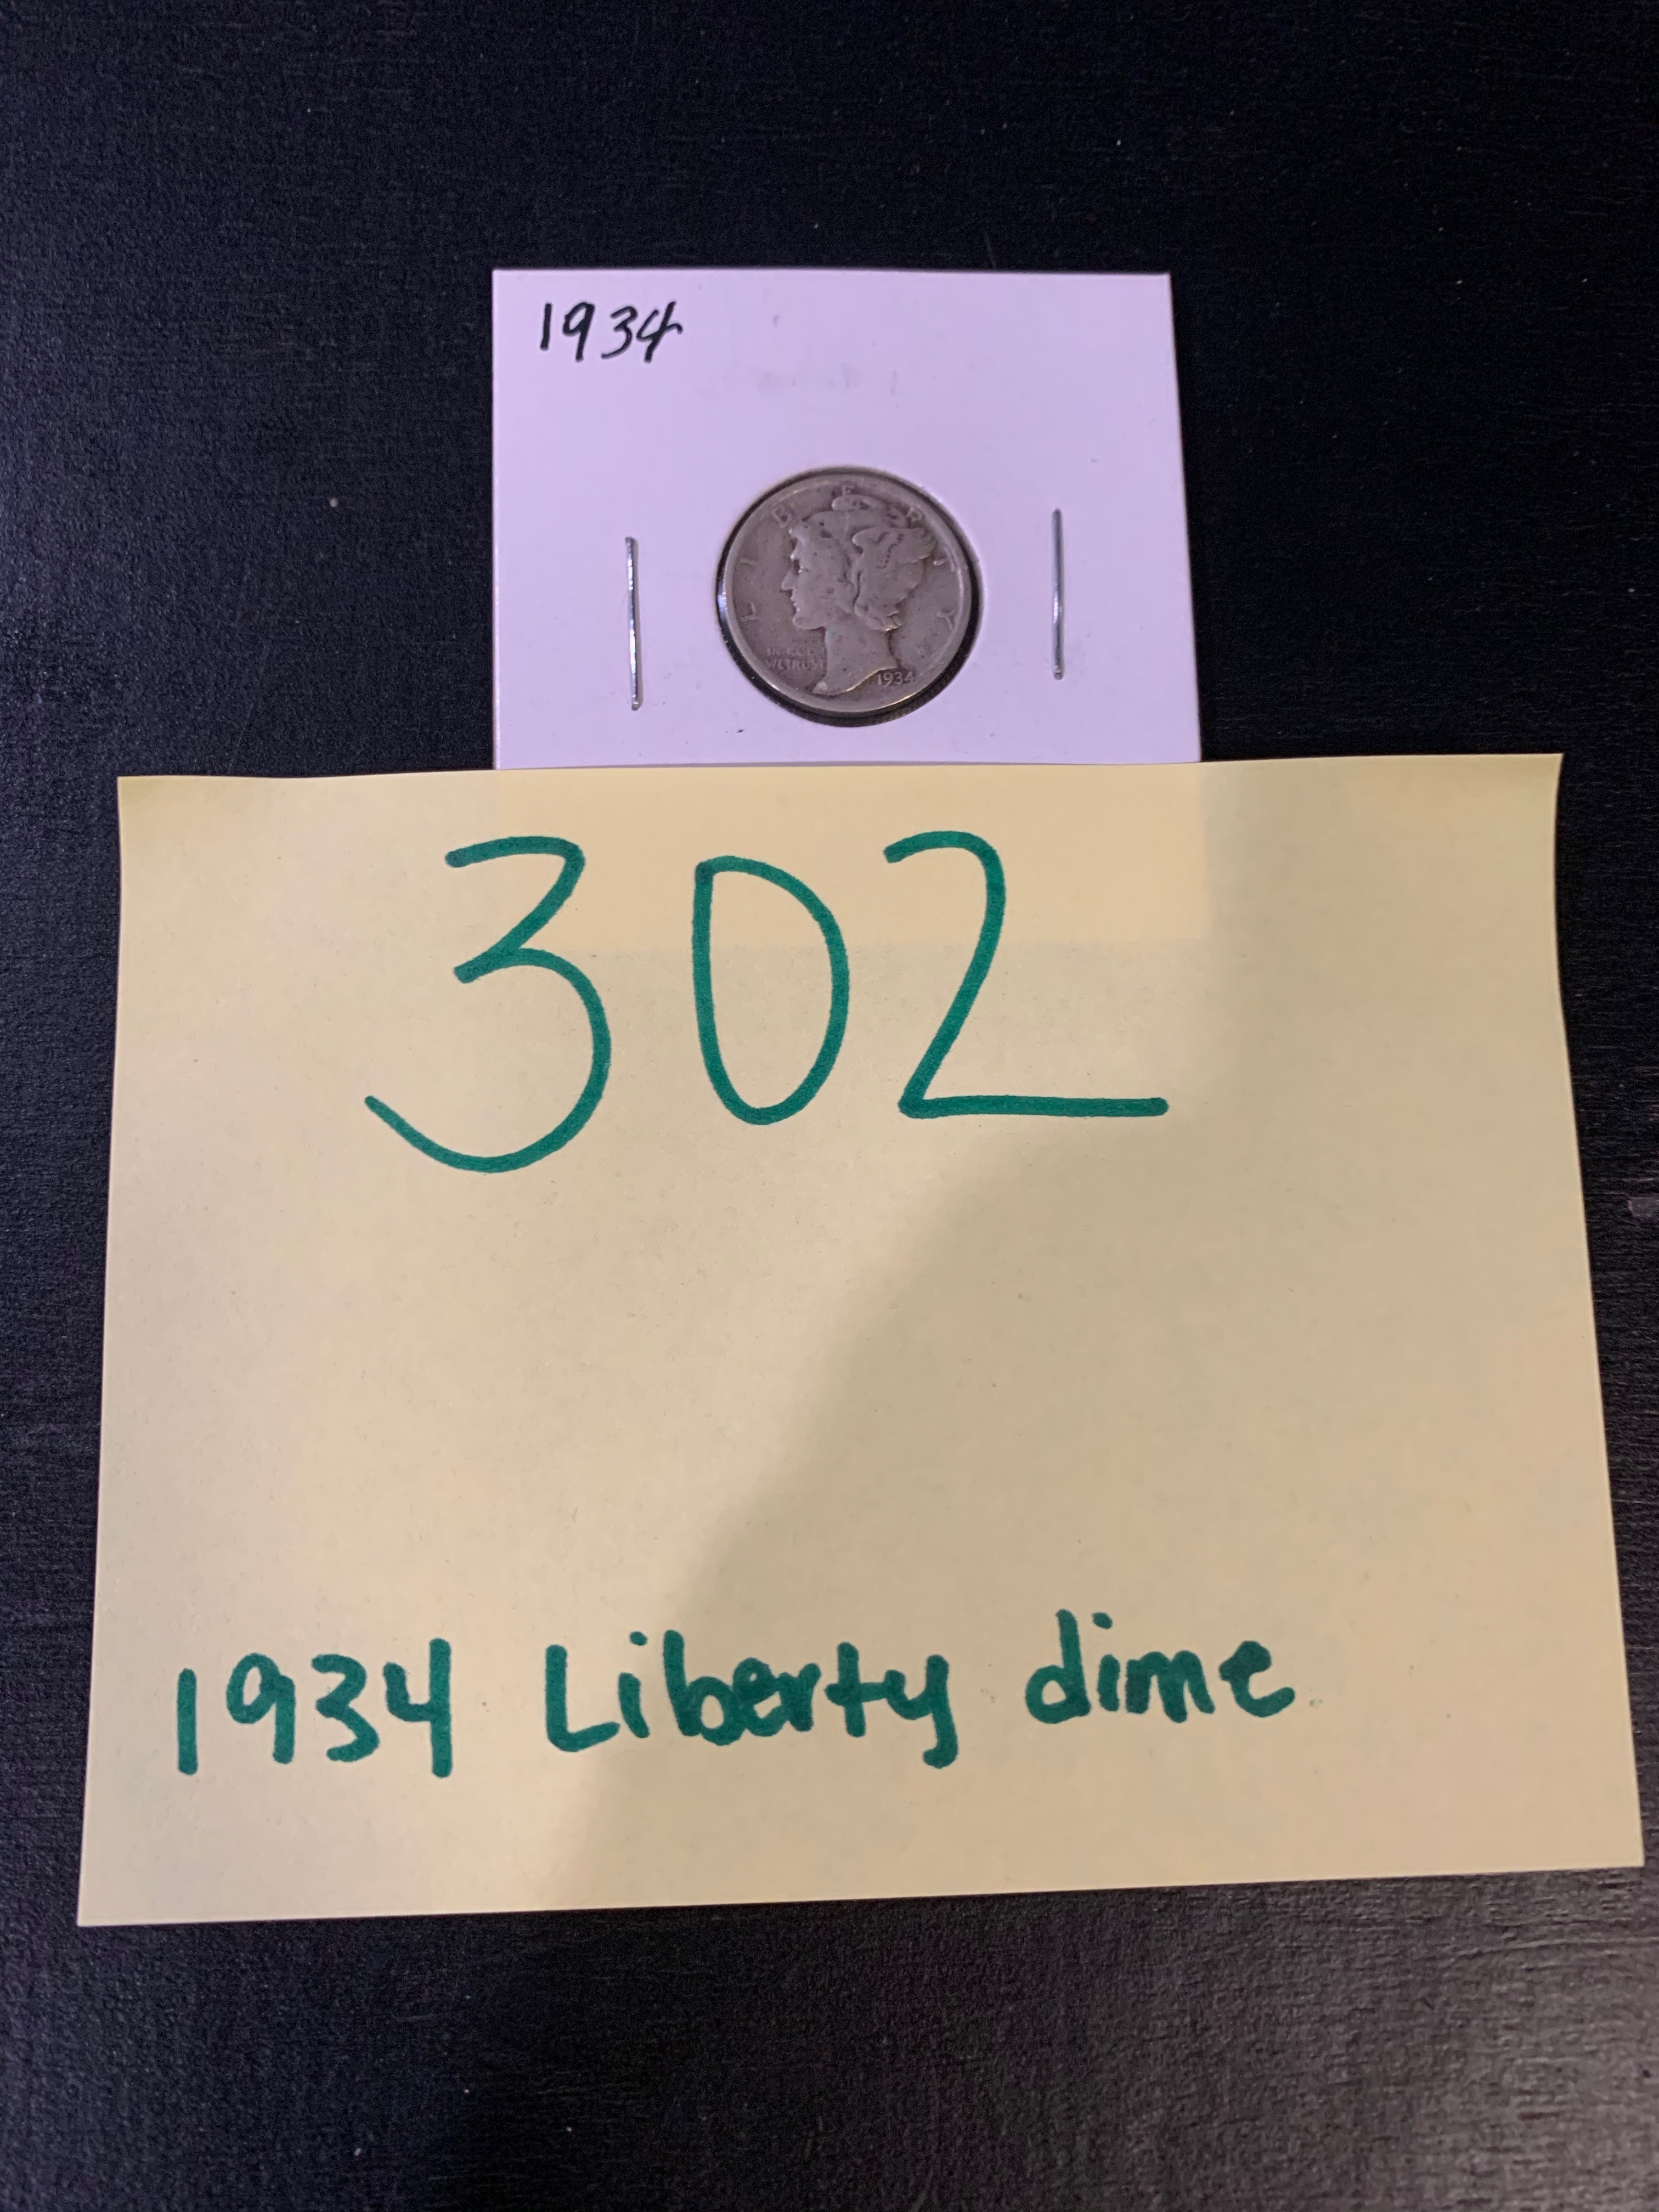 1934
LIBERTY
IN GOD
WE TRUST
1934
302
1934 Liberty dime